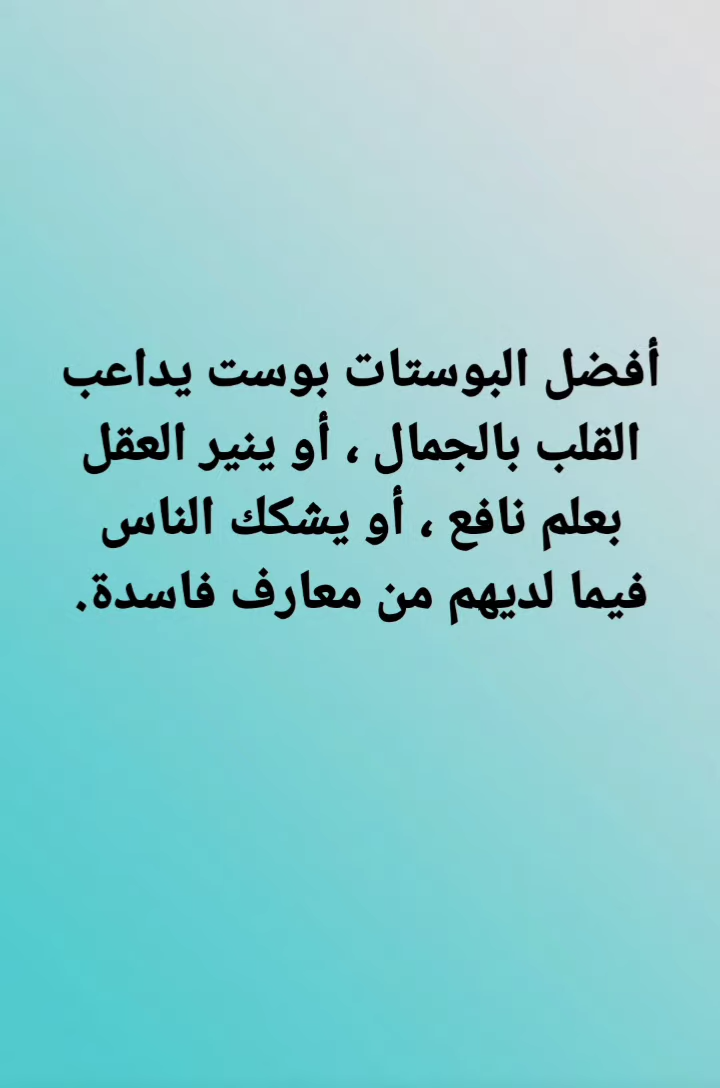 أفضل البوستات بوست يداعب
القلب بالجمال ، أو ينير العقل
بعلم نافع ، أو يشكك الناس
فيما لديهم من معارف فاسدة.